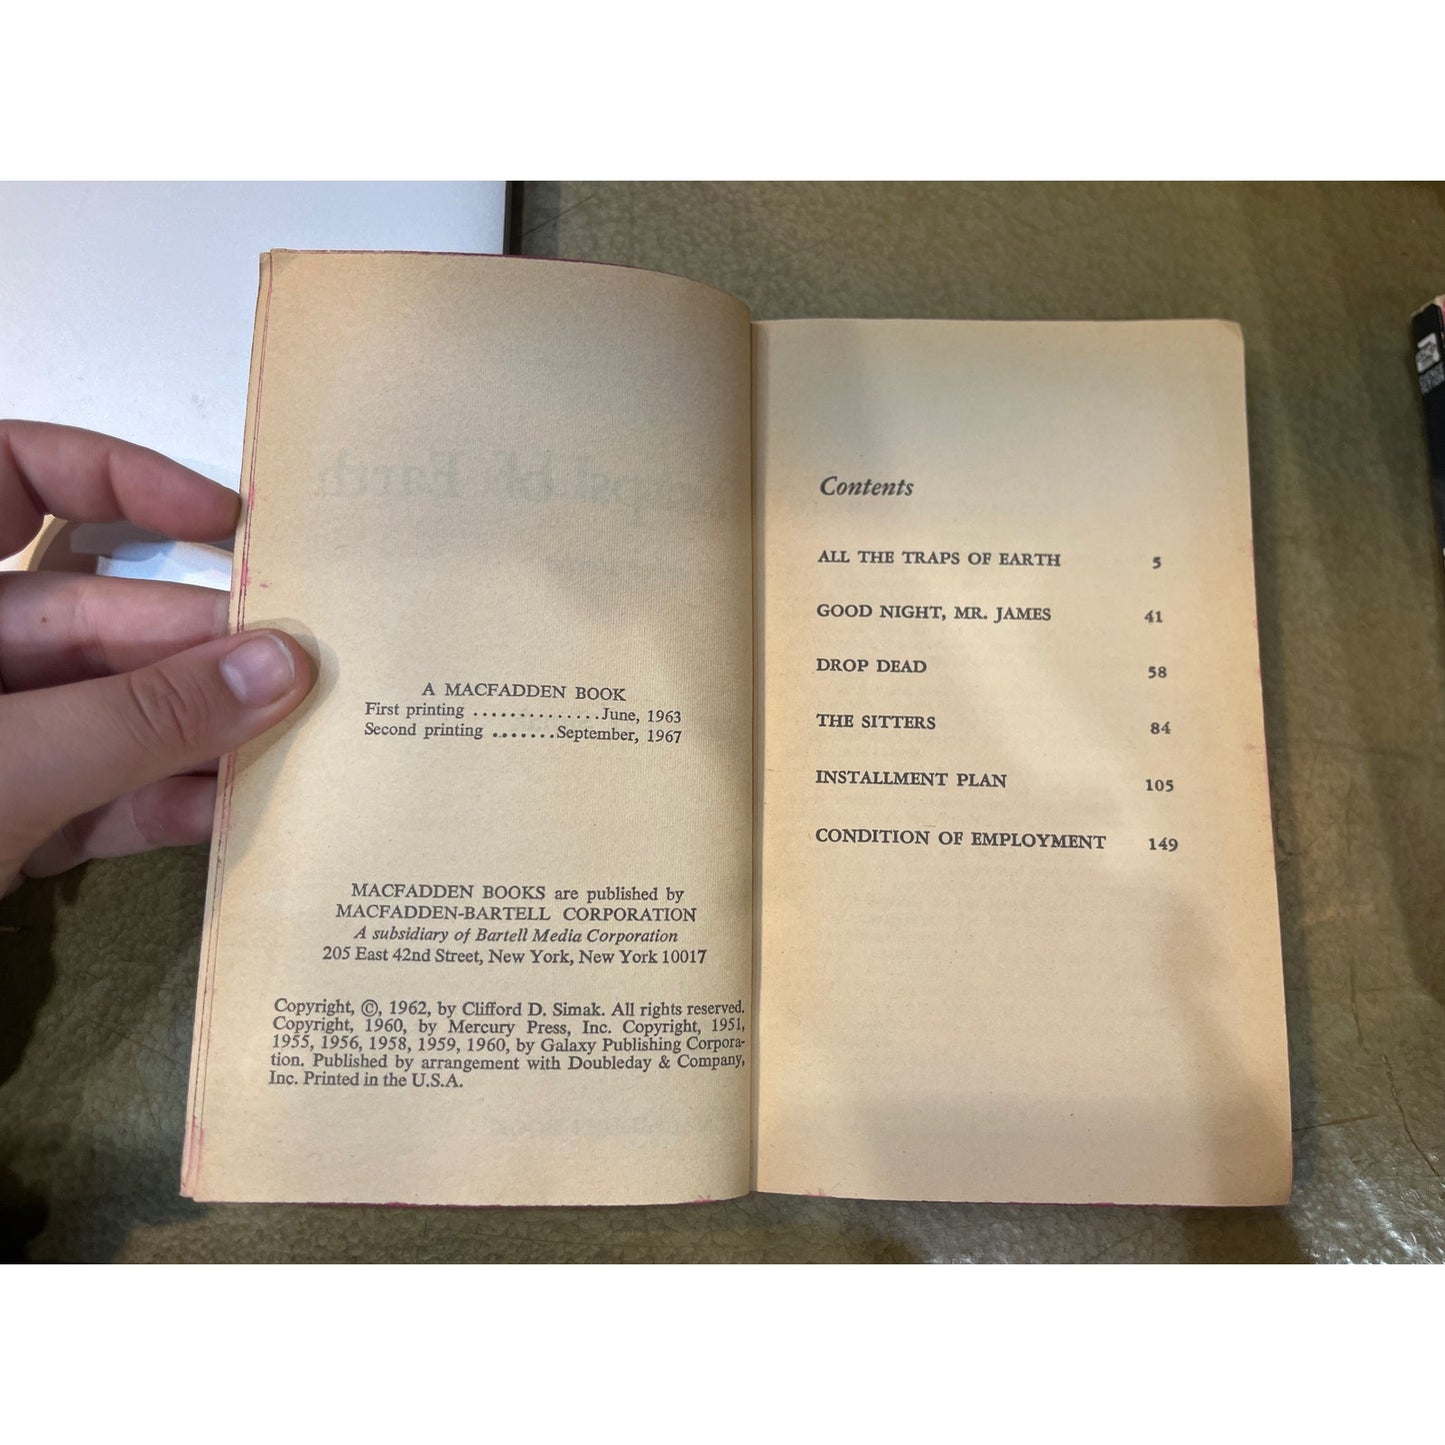 A MACFADDEN BOOK
First printing ..............June, 1963
Second printing .......September, 1967
MACFADDEN BOOKS are published by
MACFADDEN-BARTELL CORPORATION
A subsidiary of Bartell Media Corporation
205 East 42nd Street, New York, New York 10017
Copyright, ©, 1962, by Clifford D. Simak. All rights reserved.
Copyright, 1960, by Mercury Press, Inc. Copyright, 1951,
1955, 1956, 1958, 1959, 1960, by Galaxy Publishing Corpora-
tion. Published by arrangement with Doubleday & Company,
Inc. Printed in the U.S.A.
Contents
ALL THE TRAPS OF EARTH 5
GOOD NIGHT, MR. JAMES 41
DROP DEAD 58
THE SITTERS 84
INSTALLMENT PLAN 105
CONDITION OF EMPLOYMENT 149